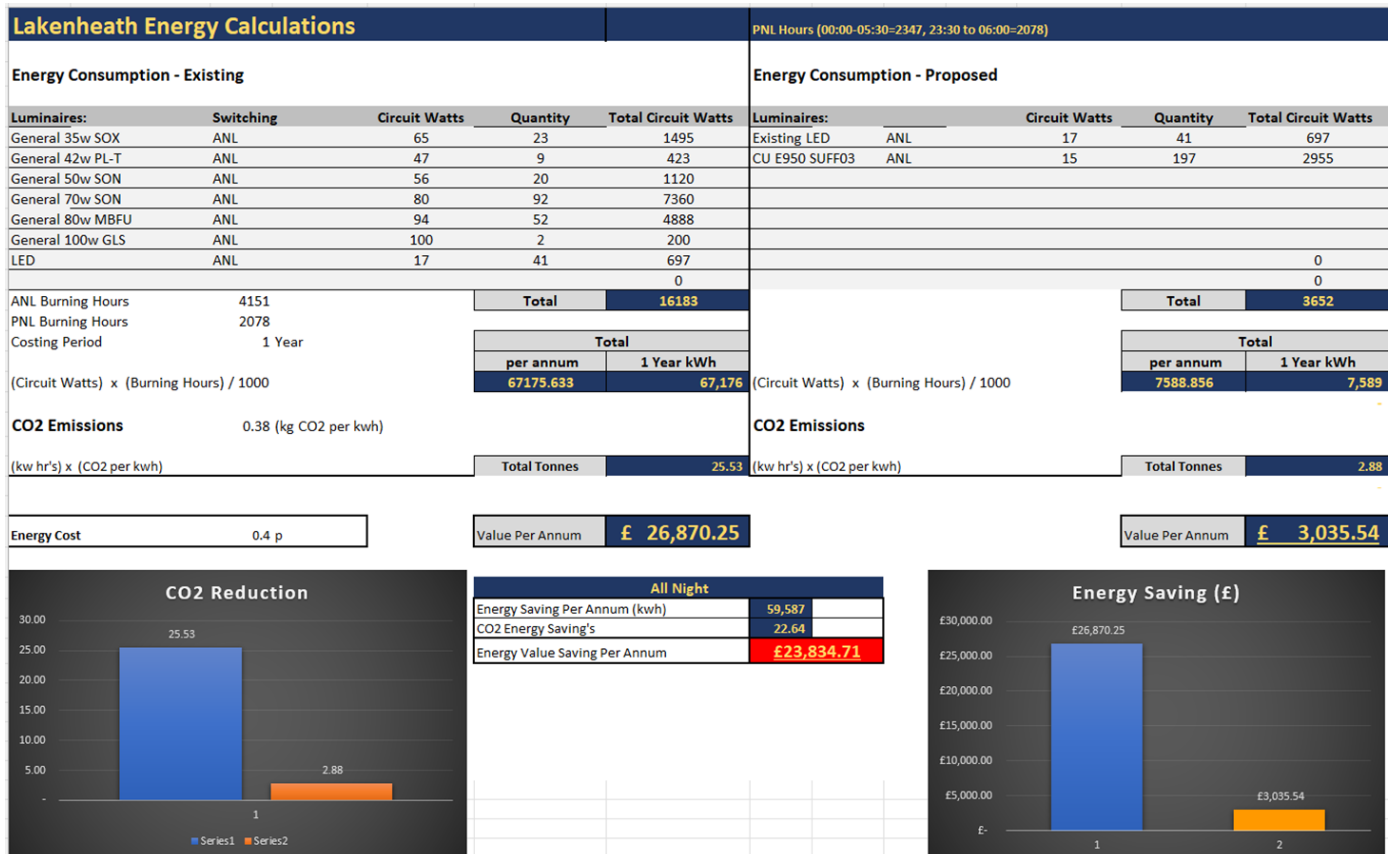 Lakenheath Energy Calculations PNL Hours (00:00-05:30=2347, 23:30 to 06:00=2078)
Energy Consumption - Existing Energy Consumption - Proposed
Luminaires: Switching Circuit Watts Quantity Total Circuit Watts Luminaires: Circuit Watts Quantity Total Circuit Watts
General 35w SOX ANL 65 23 1495 Existing LED ANL 17 41 697
General 42w PL-T ANL 47 9 423 CU E950 SUFF03 ANL 15 197 2955
General 50w SON ANL 56 20 1120
General 70w SON ANL 80 92 7360
General 80w MBFU ANL 94 52 4888
General 100w GLS ANL 100 2 200
LED ANL 17 41 697 0
0 0
ANL Burning Hours 4151 Total 16183 Total 3652
PNL Burning Hours 2078
Costing Period 1 Year Total Total
per annum 1 Year kWh per annum 1 Year kWh
(Circuit Watts) x (Burning Hours) / 1000 67175.633 67,176 (Circuit Watts) x (Burning Hours) / 1000 7588.856 7,589
-
CO2 Emissions 0.38 (kg CO2 per kwh) CO2 Emissions
(kw hr's) x (CO2 per kwh) Total Tonnes 25.53 (kw hr's) x (CO2 per kwh) Total Tonnes 2.88
-
Energy Cost 0.4 p Value Per Annum £ 26,870.25 Value Per Annum £ 3,035.54
CO2 Reduction
30.00
25.00
20.00
15.00
10.00
5.00
-
25.53
2.88
1
Series1 Series2
All Night
Energy Saving Per Annum (kwh) 59,587
CO2 Energy Saving's 22.64
Energy Value Saving Per Annum £23,834.71
Energy Saving (£)
£30,000.00
£25,000.00
£20,000.00
£15,000.00
£10,000.00
£5,000.00
£-
£26,870.25
£3,035.54
1 2